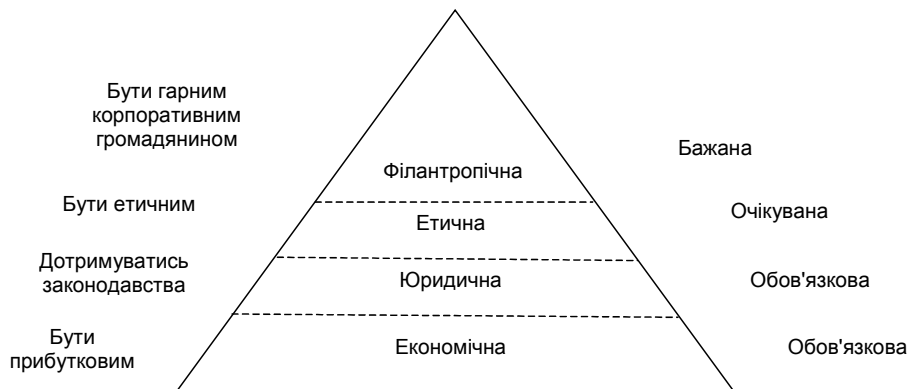 Бути гарним
корпоративним
громадянином
Бажана
Філантропічна
Бути етичним
Очікувана
Етична
Дотримуватись
законодавства
Юридична
Обов'язкова
Бути
прибутковим
Економічна
Обов'язкова